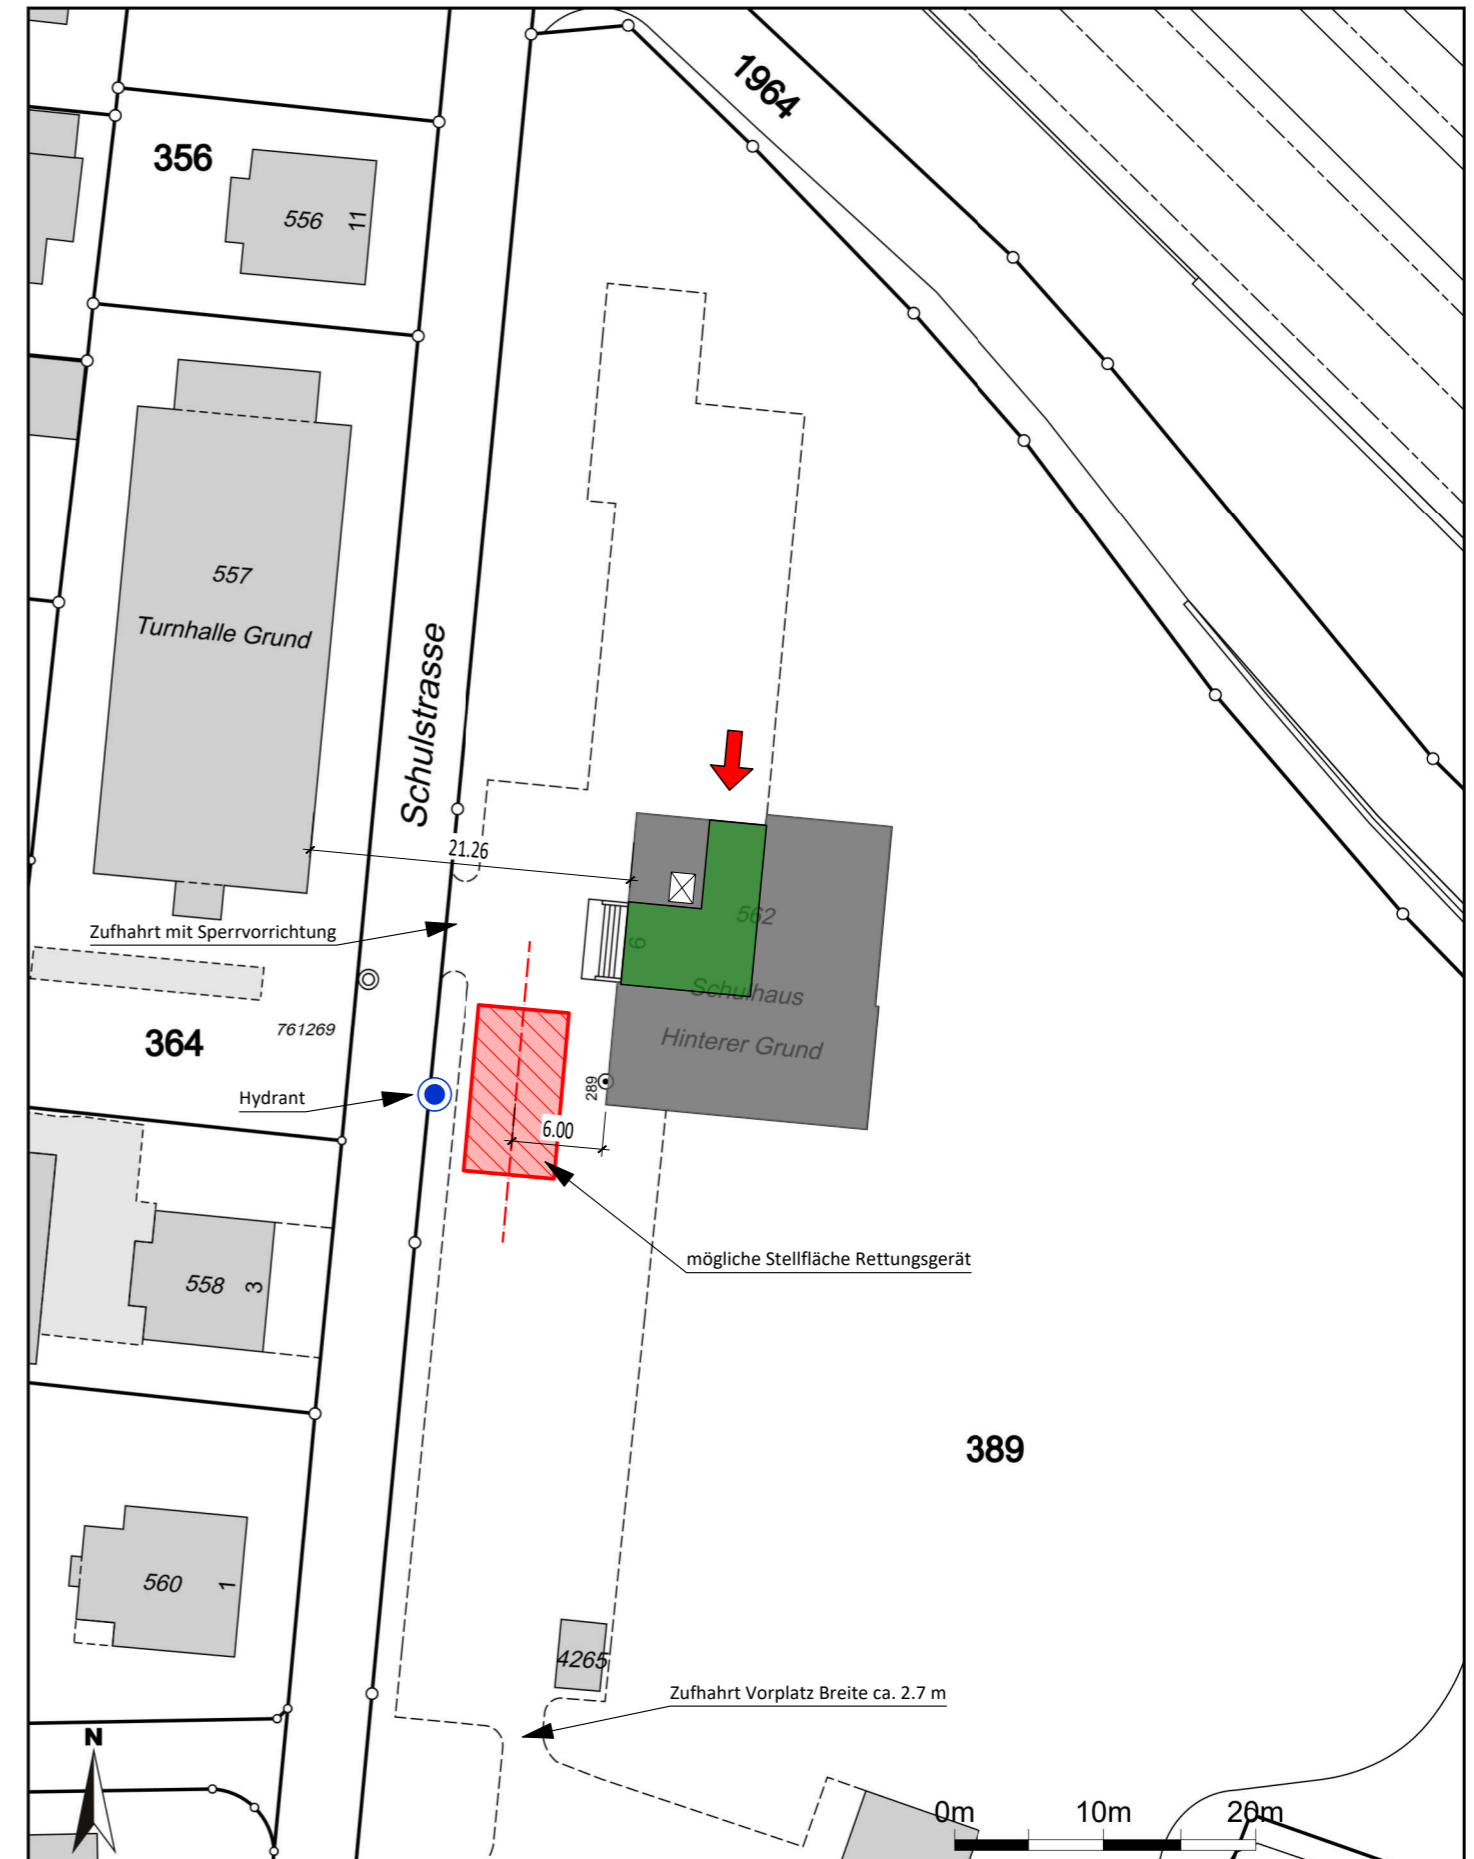 1964
356
556
11
557
Turnhalle Grund
Schulstrasse
21.26
562
6
Zufhahrt mit Sperrvorrichtung
Schulhaus
364
761269
Hinterer Grund
Hydrant
289
6.00
mögliche Stellfläche Rettungsgerät
558
3
389
560
1
4265
Zufhahrt Vorplatz Breite ca. 2.7 m
N
0m
10m
20m